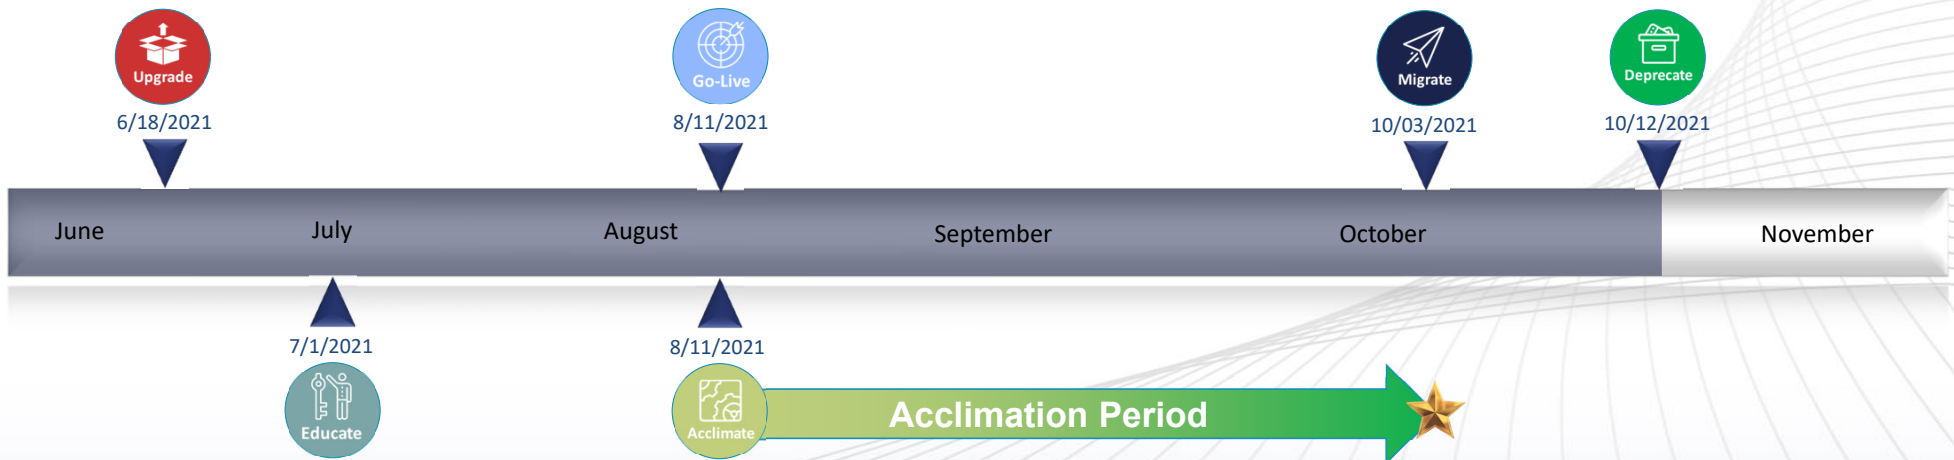 Upgrade
6/18/2021
Go-Live
8/11/2021
Migrate
10/03/2021
Deprecate
10/12/2021
June
July
August
September
October
November
7/1/2021
Educate
8/11/2021
Acclimate
Acclimation Period